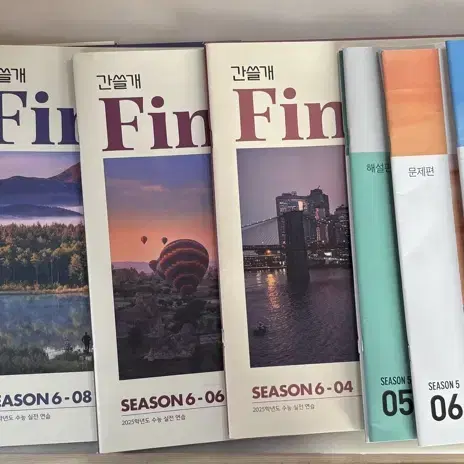 간쓸개
Fin
SEASON 6 - 08
간쓸개
Fin
SEASON 6 - 06
2025학년도 수능 실전 연습
간쓸개
Fin
SEASON 6 - 04
2025학년도 수능 실전 연습
해설편
05
문제편
SEASON 5
06